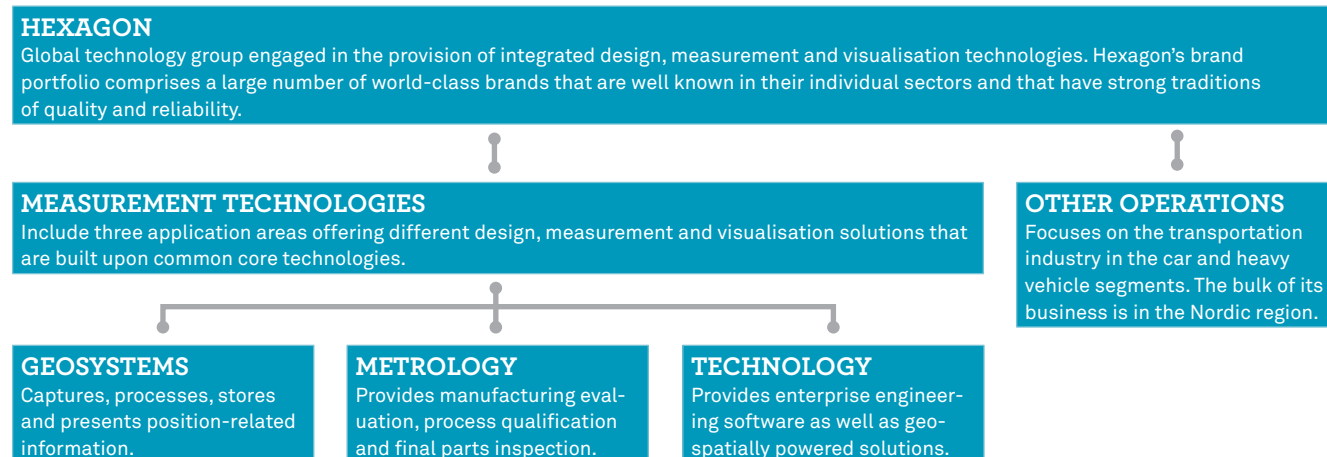 HEXAGON
Global technology group engaged in the provision of integrated design, measurement and visualisation technologies. Hexagon's brand
portfolio comprises a large number of world-class brands that are well known in their individual sectors and that have strong traditions
of quality and reliability.
MEASUREMENT TECHNOLOGIES
Include three application areas offering different design, measurement and visualisation solutions that
are built upon common core technologies.
OTHER OPERATIONS
Focuses on the transportation
industry in the car and heavy
vehicle segments. The bulk of its
business is in the Nordic region.
GEOSYSTEMS
Captures, processes, stores
and presents position-related
information.
METROLOGY
Provides manufacturing eval-
uation, process qualification
and final parts inspection.
TECHNOLOGY
Provides enterprise engineer-
ing software as well as geo-
spatially powered solutions.